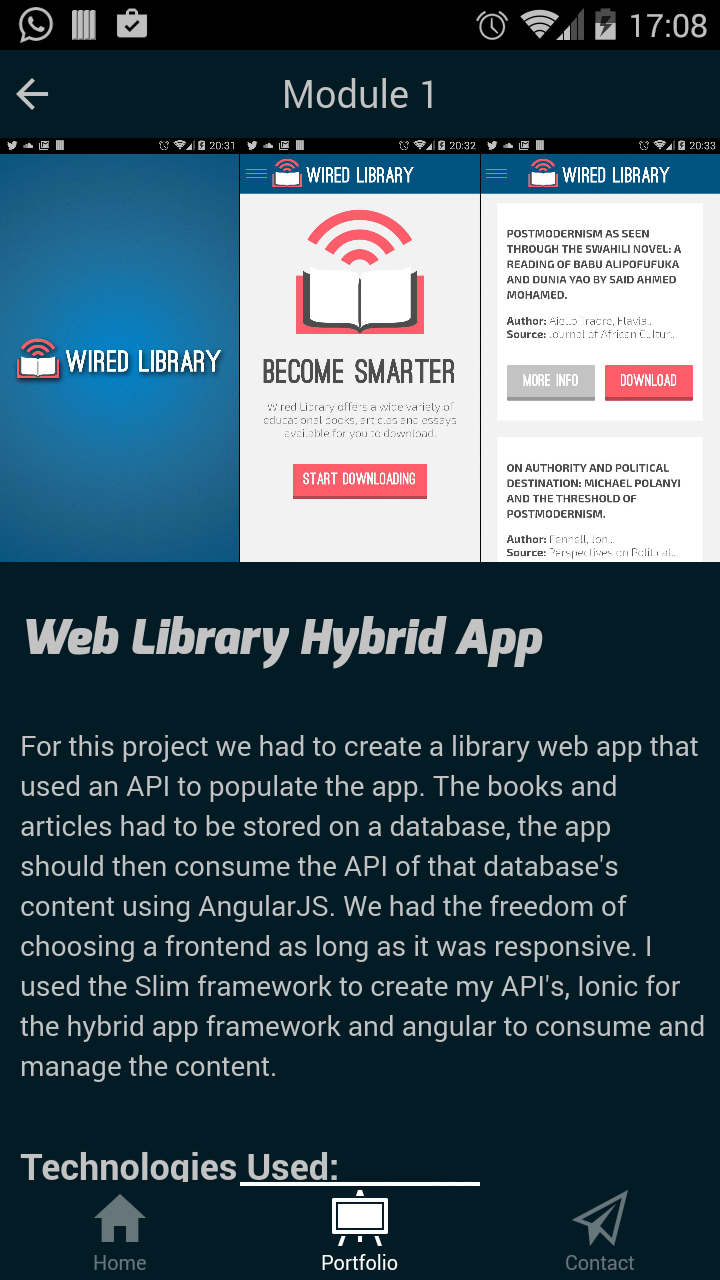 17:08
Module 1
20:31
WIRED LIBRARY
20:32
WIRED LIBRARY
BECOME SMARTER
Wired Library offers a wide variety of
educational books, articles and essays
available for you to download.
START DOWNLOADING
20:33
WIRED LIBRARY
POSTMODERNISM AS SEEN
THROUGH THE SWAHILI NOVEL: A
READING OF BABU ALIPOFUFUKA
AND DUNIA YAO BY SAID AHMED
MOHAMED.
Author: Aiello Traore, Flavia..
Source: Journal of African Cultur..
MORE INFO
DOWNLOAD
ON AUTHORITY AND POLITICAL
DESTINATION: MICHAEL POLANYI
AND THE THRESHOLD OF
POSTMODERNISM.
Author: Fennell, Jon..
Source: Perspectives on Political..
Web Library Hybrid App
For this project we had to create a library web app that
used an API to populate the app. The books and
articles had to be stored on a database, the app
should then consume the API of that database's
content using AngularJS. We had the freedom of
choosing a frontend as long as it was responsive. I
used the Slim framework to create my API's, Ionic for
the hybrid app framework and angular to consume and
manage the content.
Technologies Used:
Home
Portfolio
Contact